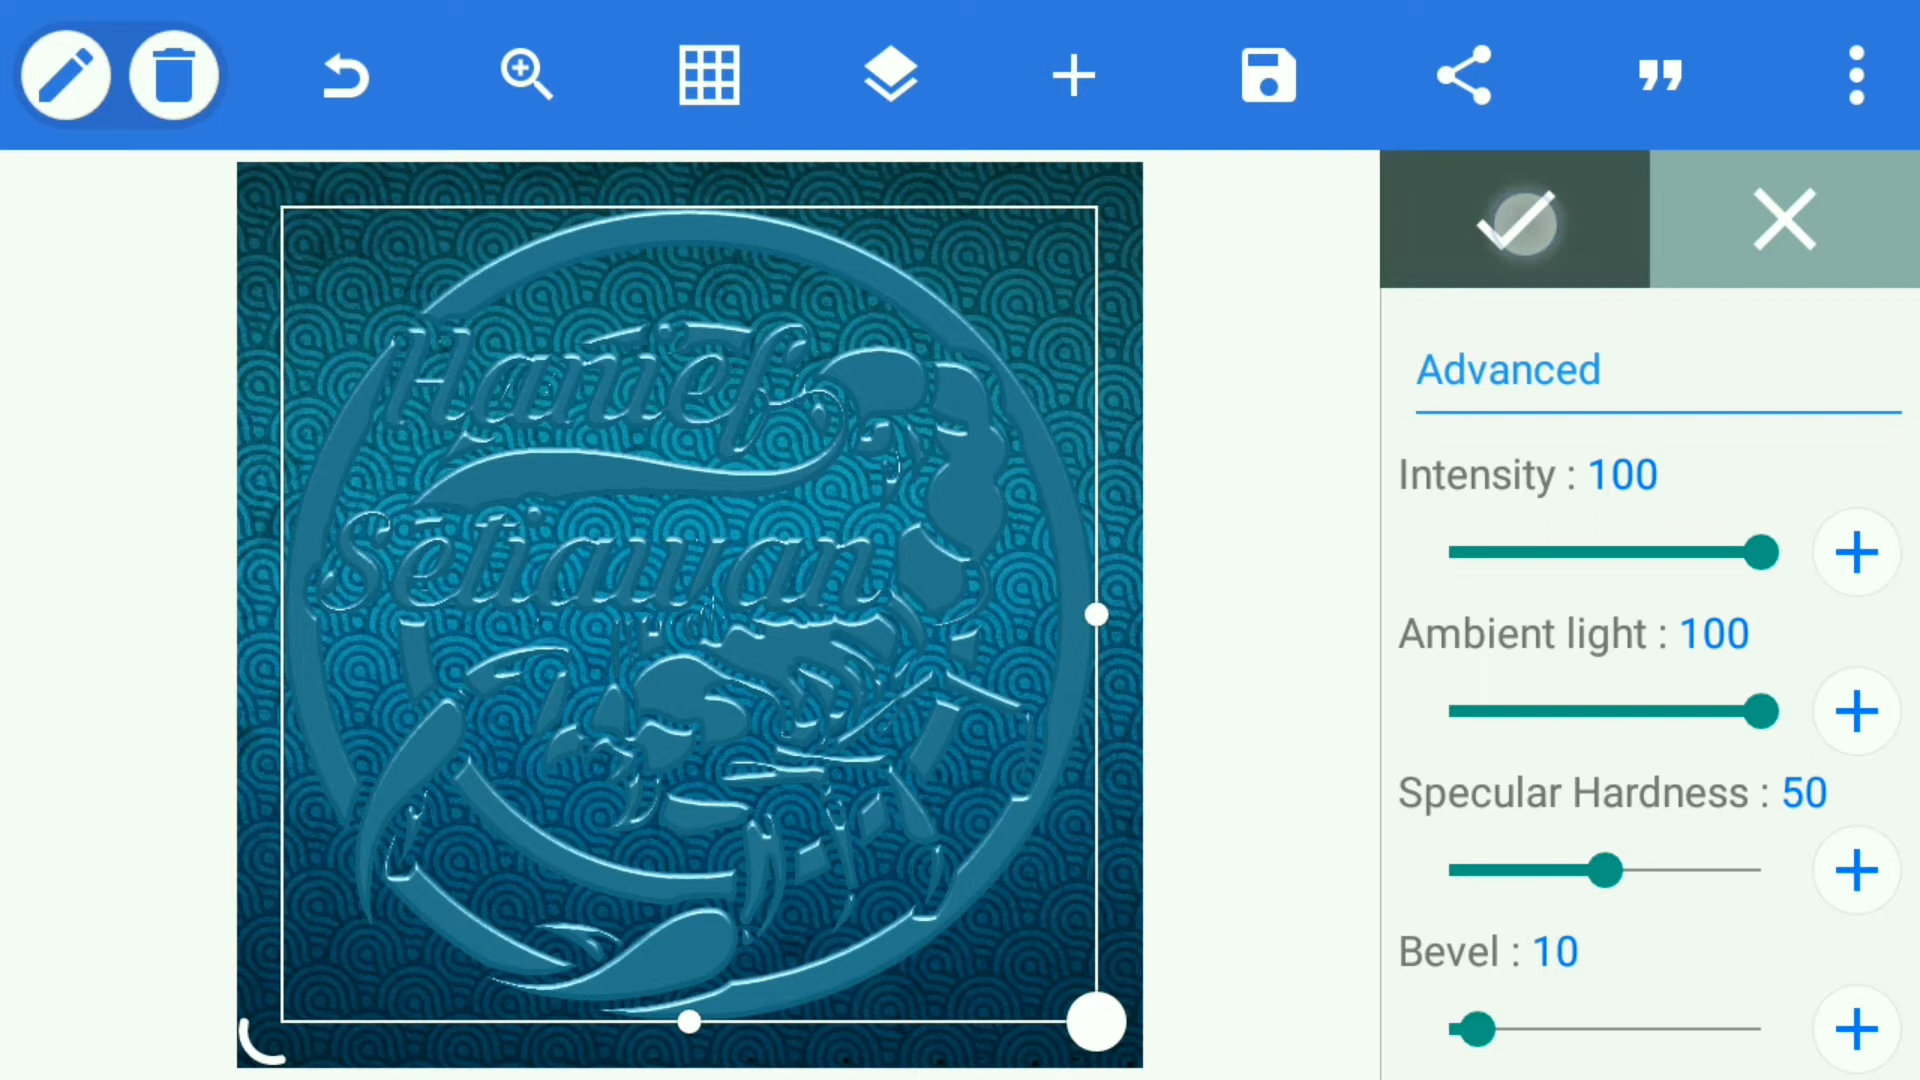 Advanced
Intensity : 100
Ambient light : 100
Specular Hardness : 50
Bevel : 10
Hanief
Setiawan